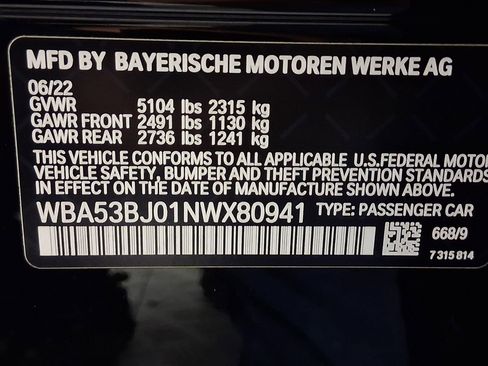 MFD BY BAYERISCHE MOTOREN WERKE AG
06/22
GVWR 5104 lbs 2315 kg
GAWR FRONT 2491 lbs 1130 kg
GAWR REAR 2736 lbs 1241 kg
THIS VEHICLE CONFORMS TO ALL APPLICABLE U.S.FEDERAL MOTOR
VEHICLE SAFETY, BUMPER AND THEFT PREVENTION STANDARDS
IN EFFECT ON THE DATE OF MANUFACTURE SHOWN ABOVE.
WBA53BJ01NWX80941 TYPE: PASSENGER CAR
668/9
7 315 814